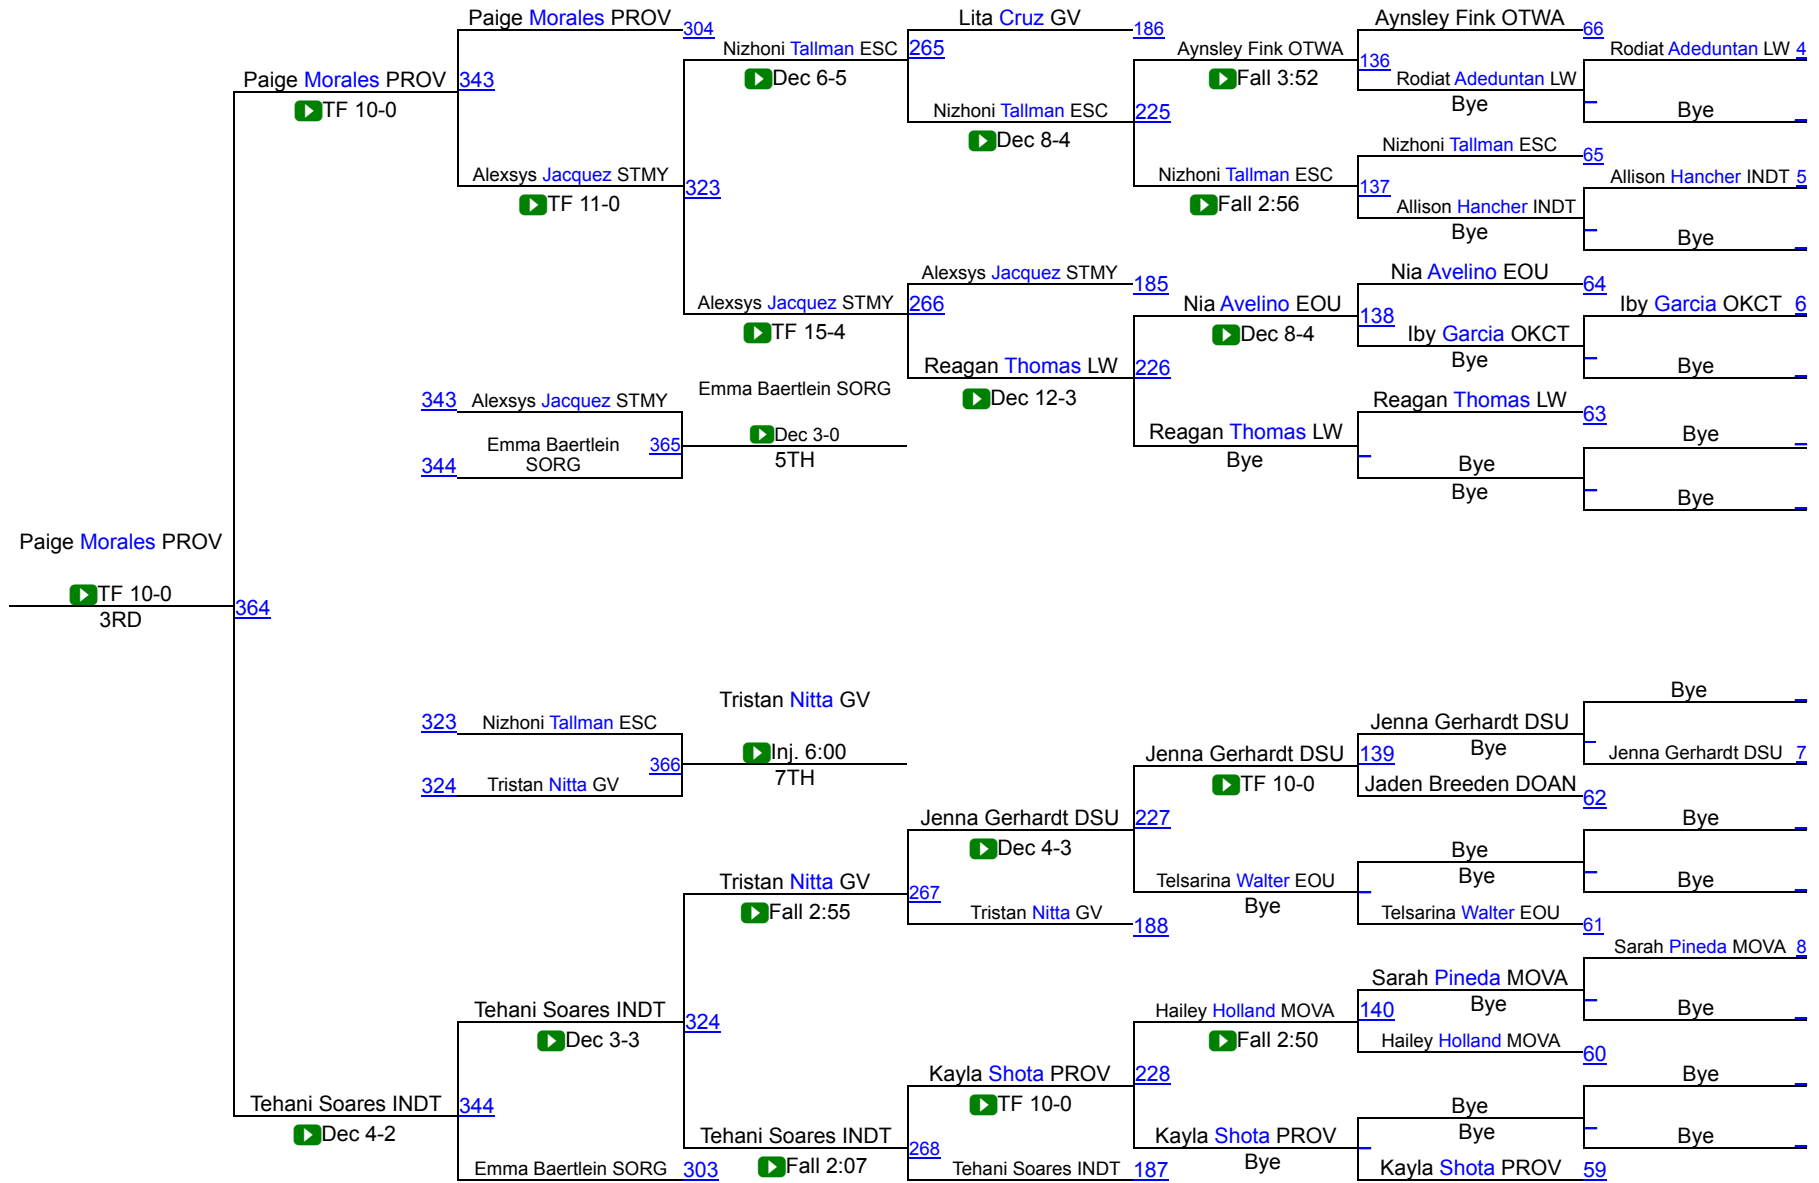 Paige Morales PROV
304
Lita Cruz GV
186
Aynsley Fink OTWA
66
Nizhoni Tallman ESC
265
Aynsley Fink OTWA
136
Rodiat Adeduntan LW 4
Paige Morales PROV
343
Dec 6-5
Fall 3:52
Rodiat Adeduntan LW
Bye
TF 10-0
Nizhoni Tallman ESC
225
Bye
Dec 8-4
Nizhoni Tallman ESC
65
Alexsys Jacquez STMY
323
Nizhoni Tallman ESC
137
Allison Hancher INDT 5
TF 11-0
Fall 2:56
Allison Hancher INDT
Bye
Bye
Alexsys Jacquez STMY
185
Nia Avelino EOU
64
Alexsys Jacquez STMY
266
Nia Avelino EOU
138
Iby Garcia OKCT 6
TF 15-4
Dec 8-4
Iby Garcia OKCT
Bye
Reagan Thomas LW
226
Bye
Dec 12-3
Emma Baertlein SORG
343 Alexsys Jacquez STMY
Reagan Thomas LW
63
365
Dec 3-0
5TH
Emma Baertlein
SORG
344
Reagan Thomas LW
Bye
Bye
Bye
Bye
Bye
Paige Morales PROV
TF 10-0
3RD
364
Tristan Nitta GV
Bye
323 Nizhoni Tallman ESC
Jenna Gerhardt DSU
Bye
366
Inj. 6:00
7TH
Jenna Gerhardt DSU
139
Jenna Gerhardt DSU 7
324 Tristan Nitta GV
TF 10-0
Jaden Breeden DOAN
62
Jenna Gerhardt DSU
227
Bye
Dec 4-3
Bye
Bye
Tristan Nitta GV
267
Telsarina Walter EOU
Bye
Bye
Fall 2:55
Tristan Nitta GV
188
Telsarina Walter EOU
61
Sarah Pineda MOVA 8
Sarah Pineda MOVA
Bye
Tehani Soares INDT
324
Hailey Holland MOVA
140
Bye
Dec 3-3
Fall 2:50
Hailey Holland MOVA
60
Kayla Shota PROV
228
Bye
TF 10-0
Tehani Soares INDT
344
Bye
Bye
Dec 4-2
Tehani Soares INDT
268
Kayla Shota PROV
Bye
Bye
Fall 2:07
Emma Baertlein SORG
303
Tehani Soares INDT
187
Kayla Shota PROV
59